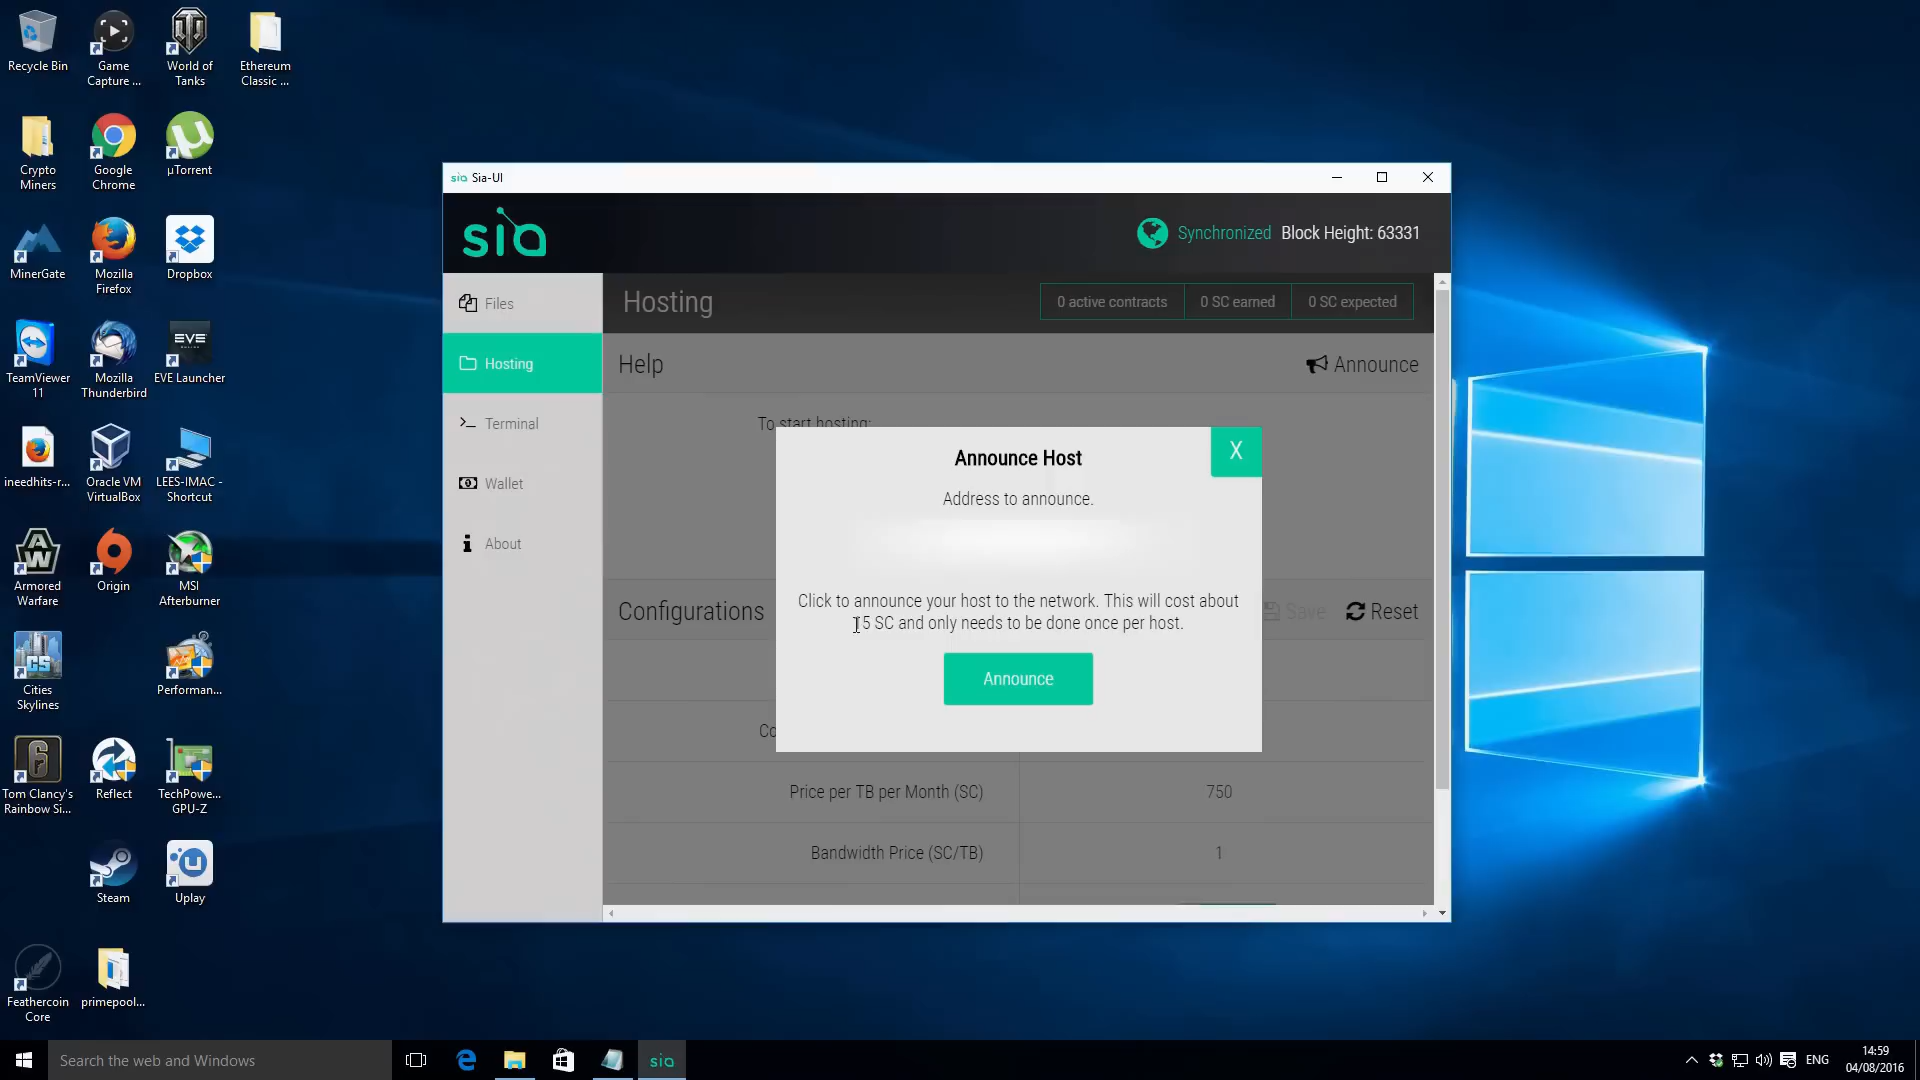 Recycle Bin
Game
Capture ...
World of
Tanks
Ethereum
Classic ...
Crypto
Miners
Google
Chrome
µTorrent
MinerGate
Mozilla
Firefox
Dropbox
TeamViewer
11
Mozilla
Thunderbird
EVE
EVE Launcher
ineedhits-r...
Oracle VM
VirtualBox
LEES-IMAC -
Shortcut
Armored
Warfare
Origin
MSI
Afterburner
CS
Cities
Skylines
Performan...
Tom Clancy's
Rainbow Si...
Reflect
TechPowe...
GPU-Z
Steam
Uplay
Feathercoin
Core
primepool...
sia Sia-UI
sia
Synchronized Block Height: 63331
Files
Hosting
Terminal
Wallet
About
Hosting
0 active contracts
0 SC earned
0 SC expected
Help
Announce
To start hosting:
Announce Host
X
Address to announce.
Click to announce your host to the network. This will cost about
15 SC and only needs to be done once per host.
Announce
Configurations
Save
Reset
Co
Price per TB per Month (SC)
750
Bandwidth Price (SC/TB)
1
Search the web and Windows
sia
ENG
14:59
04/08/2016